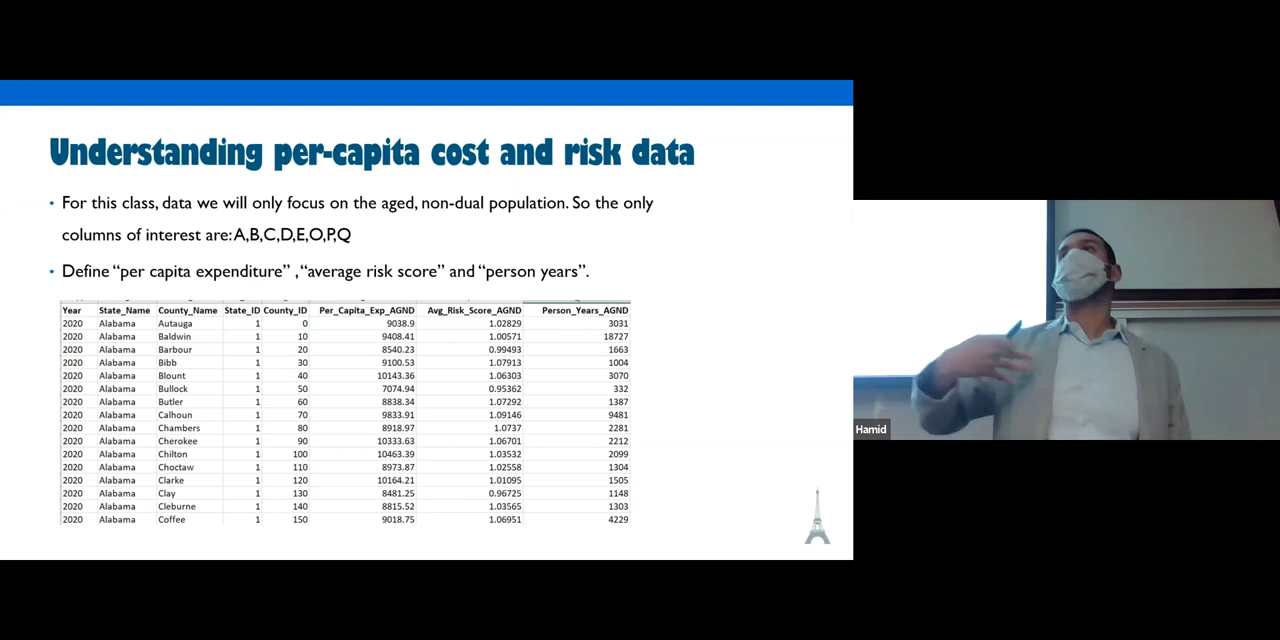 Understanding per-capita cost and risk data
• For this class, data we will only focus on the aged, non-dual population. So the only
columns of interest are:A,B,C,D,E,O,P,Q
• Define “per capita expenditure” , “average risk score” and “person years”.
Year State_Name County_Name State_ID County_ID Per_Capita_Exp_AGND Avg_Risk_Score_AGND Person_Years_AGND
2020 Alabama Autauga 1 0 9038.9 1.02829 3031
2020 Alabama Baldwin 1 10 9408.41 1.00571 18727
2020 Alabama Barbour 1 20 8540.23 0.99493 1663
2020 Alabama Bibb 1 30 9100.53 1.07913 1004
2020 Alabama Blount 1 40 10143.36 1.06303 3070
2020 Alabama Bullock 1 50 7074.94 0.95362 332
2020 Alabama Butler 1 60 8838.34 1.07292 1387
2020 Alabama Calhoun 1 70 9833.91 1.09146 9481
2020 Alabama Chambers 1 80 8918.97 1.0737 2281
2020 Alabama Cherokee 1 90 10333.63 1.06701 2212
2020 Alabama Chilton 1 100 10463.39 1.03532 2099
2020 Alabama Choctaw 1 110 8973.87 1.02558 1304
2020 Alabama Clarke 1 120 10164.21 1.01095 1505
2020 Alabama Clay 1 130 8481.25 0.96725 1148
2020 Alabama Cleburne 1 140 8815.52 1.03565 1303
2020 Alabama Coffee 1 150 9018.75 1.06951 4229
Hamid